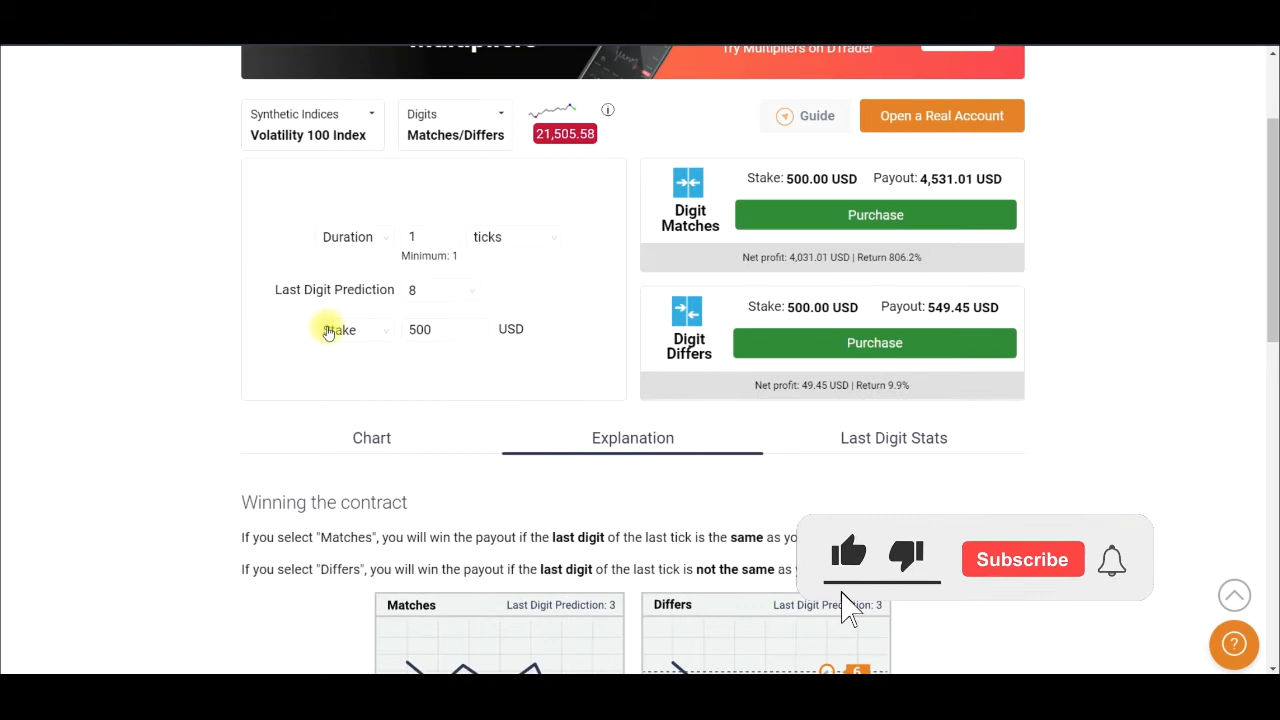 Multipliers
Try Multipliers on DTrader
Synthetic Indices
Volatility 100 Index
Digits
Matches/Differs
21,505.58
Guide
Open a Real Account
Duration
1
ticks
Minimum: 1
Last Digit Prediction
8
Stake
500
USD
Digit
Matches
Stake: 500.00 USD Payout: 4,531.01 USD
Purchase
Net profit: 4,031.01 USD | Return 806.2%
Digit
Differs
Stake: 500.00 USD Payout: 549.45 USD
Purchase
Net profit: 49.45 USD | Return 9.9%
Chart
Explanation
Last Digit Stats
Winning the contract
If you select "Matches", you will win the payout if the last digit of the last tick is the same as yo
If you select "Differs", you will win the payout if the last digit of the last tick is not the same as
Subscribe
Matches
Last Digit Prediction: 3
Differs
Last Digit Prediction: 3
6